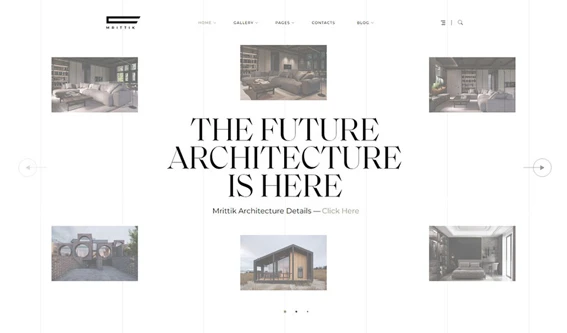 MRITTIK
HOME
GALLERY
PAGES
CONTACTS
BLOG
THE FUTURE
ARCHITECTURE
IS HERE
Mrittik Architecture Details — Click Here